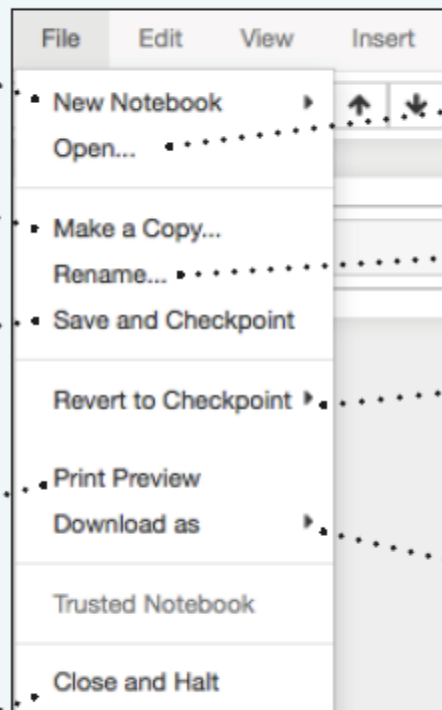 File Edit View Insert
New Notebook
Open...
Make a Copy...
Rename...
Save and Checkpoint
Revert to Checkpoint
Print Preview
Download as
Trusted Notebook
Close and Halt